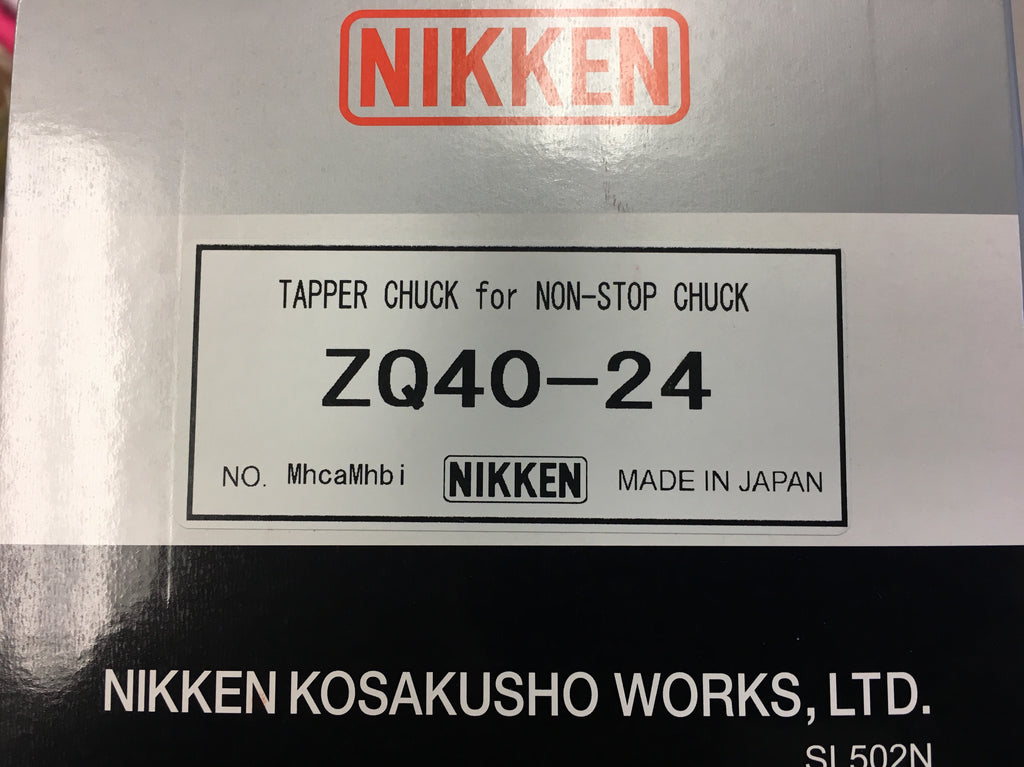 NIKKEN
TAPPER CHUCK for NON-STOP CHUCK
ZQ40-24
NO. MhcaMhbi NIKKEN MADE IN JAPAN
NIKKEN KOSAKUSHO WORKS, LTD.
SL502N